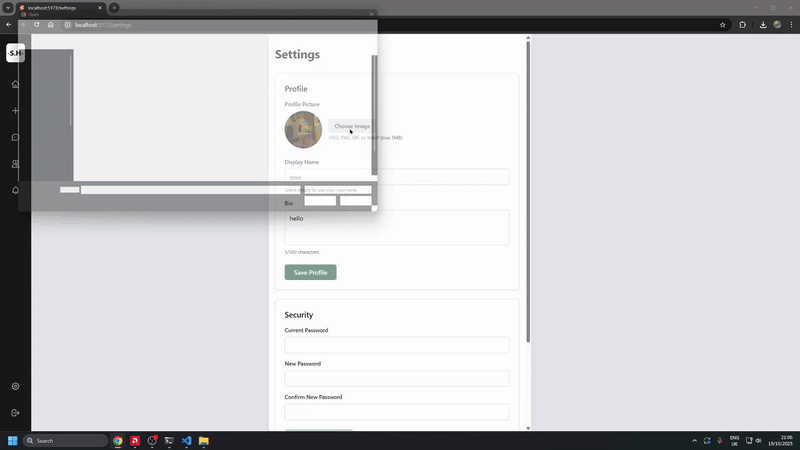 Open
localhost:5173/settings
localhost:5173/settings
-S.H-
Settings
Profile
Profile Picture
Choose Image
JPEG, PNG, GIF, or WebP (max 5MB)
Display Name
qwe
Leave empty to use your username
Bio
hello
5/500 characters
Save Profile
Security
Current Password
New Password
Confirm New Password
Search
ENG
UK
21:06
19/10/2025